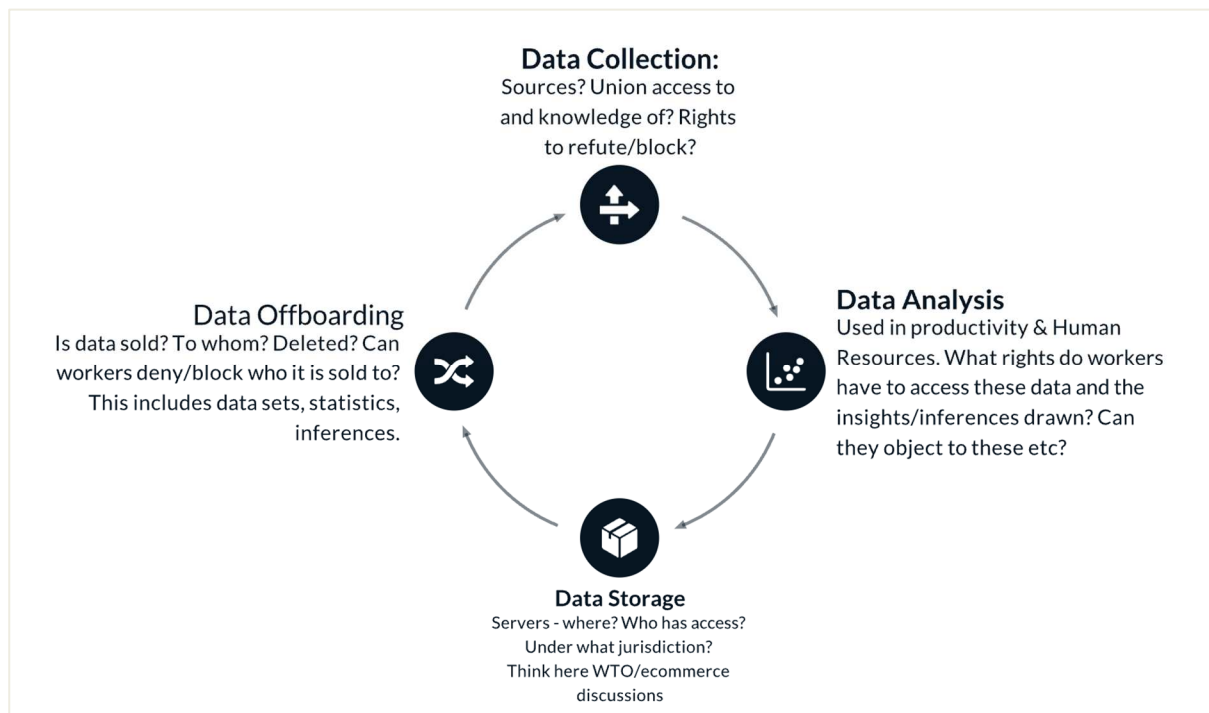 Data Collection:
Sources? Union access to
and knowledge of? Rights
to refute/block?
Data Analysis
Used in productivity & Human
Resources. What rights do workers
have to access these data and the
insights/inferences drawn? Can
they object to these etc?
Data Storage
Servers - where? Who has access?
Under what jurisdiction?
Think here WTO/ecommerce
discussions
Data Offboarding
Is data sold? To whom? Deleted? Can
workers deny/block who it is sold to?
This includes data sets, statistics,
inferences.